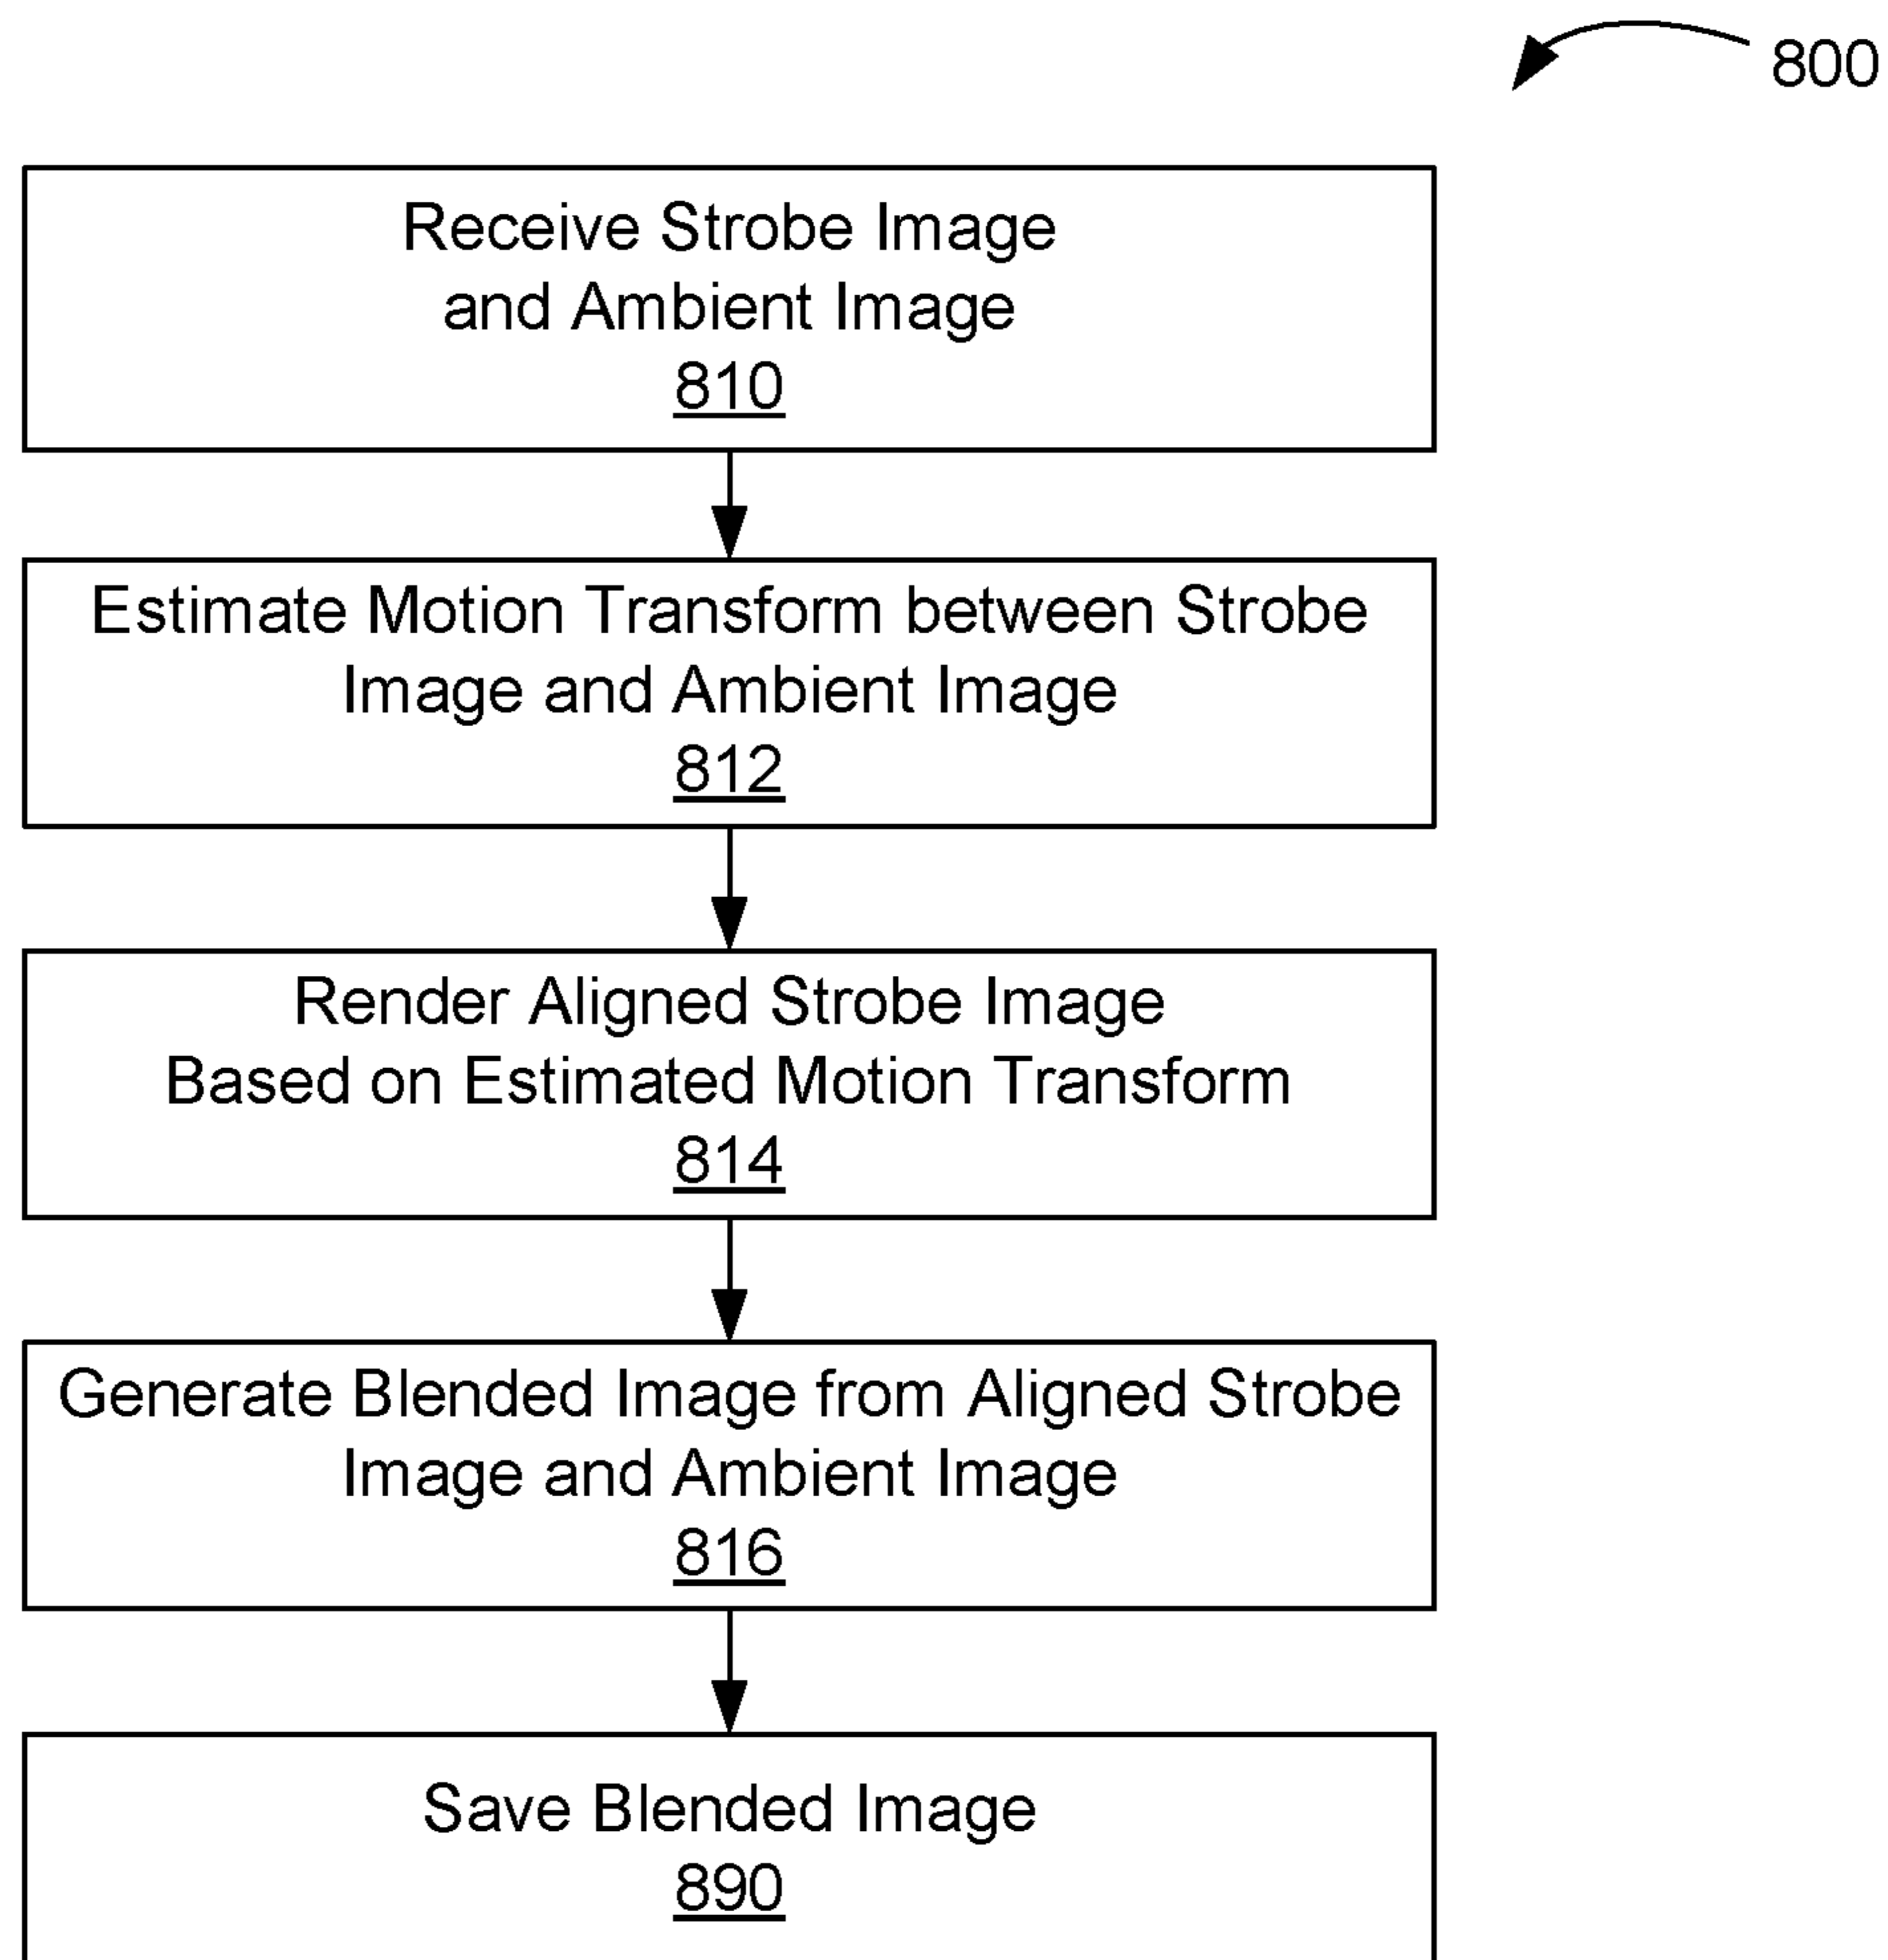 800
Receive Strobe Image
and Ambient Image
810
Estimate Motion Transform between Strobe
Image and Ambient Image
812
Render Aligned Strobe Image
Based on Estimated Motion Transform
814
Generate Blended Image from Aligned Strobe
Image and Ambient Image
816
Save Blended Image
890